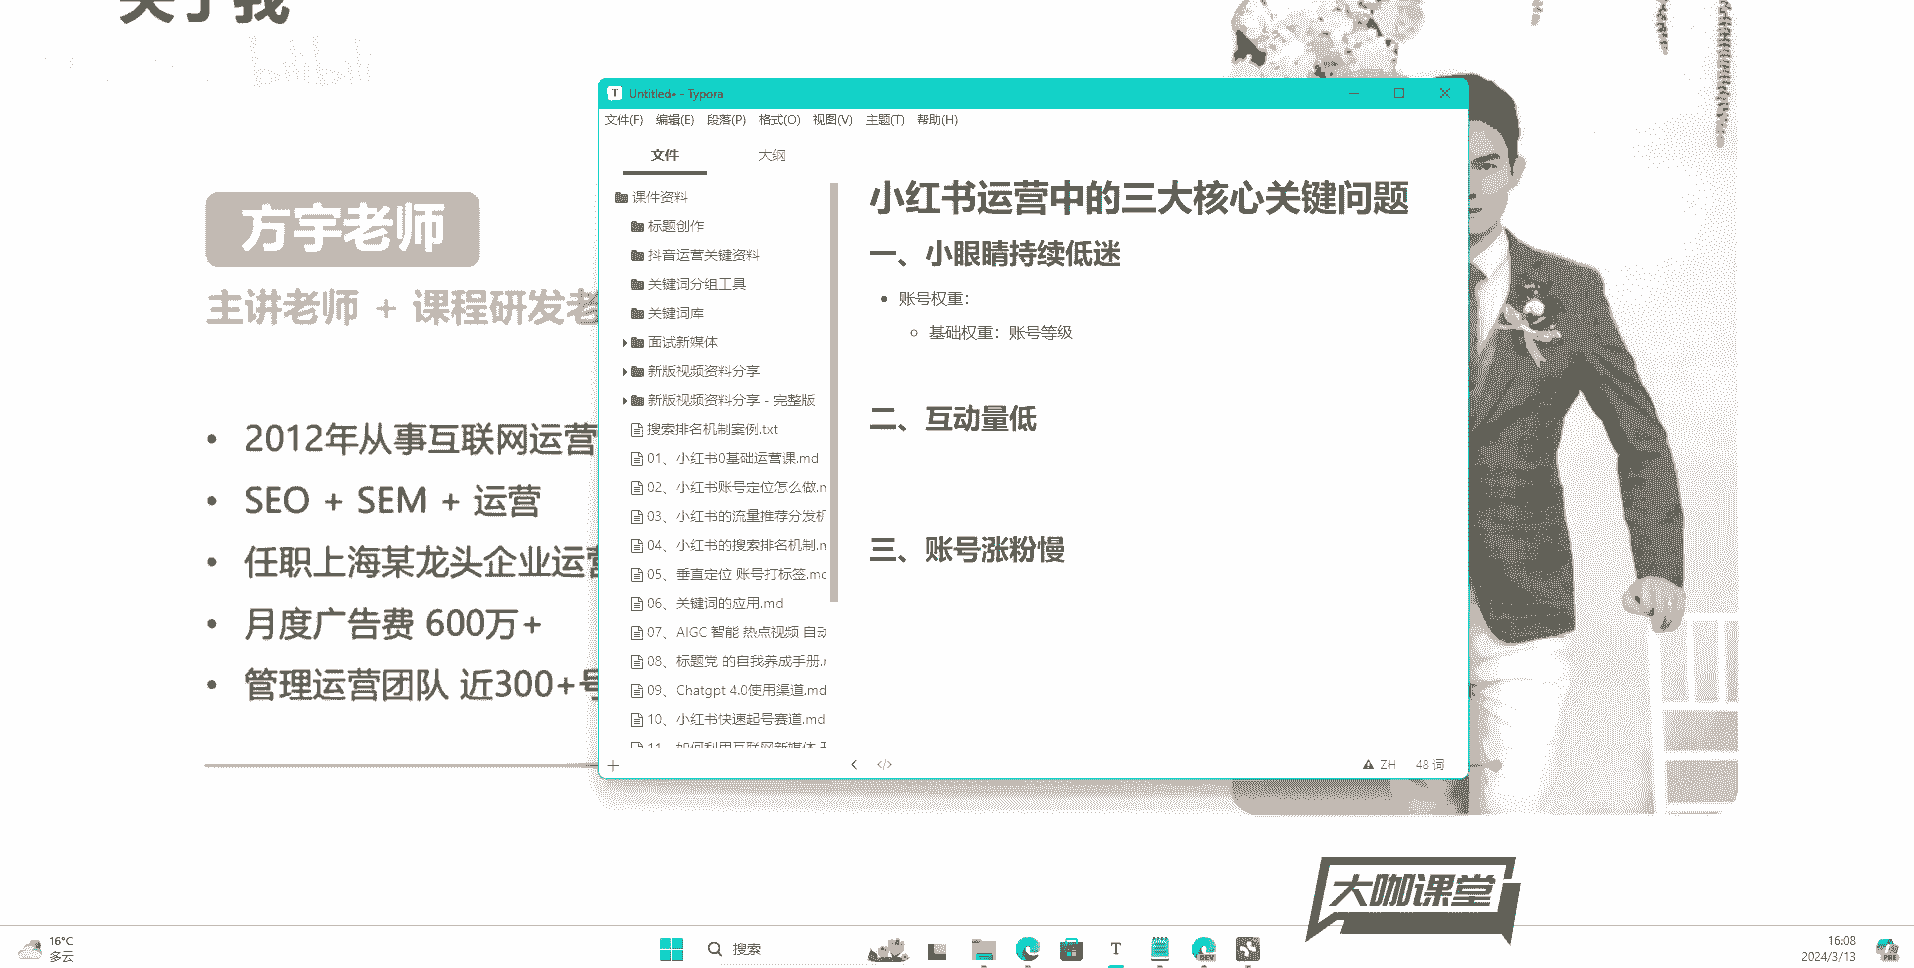 关于我
bilibili
方宇老师
主讲老师 + 课程研发老
• 2012年从事互联网运营
• SEO + SEM + 运营
• 任职上海某龙头企业运营
• 月度广告费 600万+
• 管理运营团队 近300+号
Untitled• - Typora
文件(F) 编辑(E) 段落(P) 格式(O) 视图(V) 主题(T) 帮助(H)
文件 大纲
课件资料
标题创作
抖音运营关键资料
关键词分组工具
关键词库
面试新媒体
新版视频资料分享
新版视频资料分享 - 完整版
搜索排名机制案例.txt
01、小红书0基础运营课.md
02、小红书账号定位怎么做.m
03、小红书的流量推荐分发机
04、小红书的搜索排名机制.m
05、垂直定位 账号打标签.md
06、关键词的应用.md
07、AIGC 智能 热点视频 自动
08、标题党 的自我养成手册.m
09、Chatgpt 4.0使用渠道.md
10、小红书快速起号赛道.md
11、如何利用互联网新媒体
小红书运营中的三大核心关键问题
一、小眼睛持续低迷
• 账号权重:
基础权重：账号等级
二、互动量低
三、账号涨粉慢
ZH 48 词
大咖课堂
16°C
多云
搜索
DEV
16:08
2024/3/13
PRE